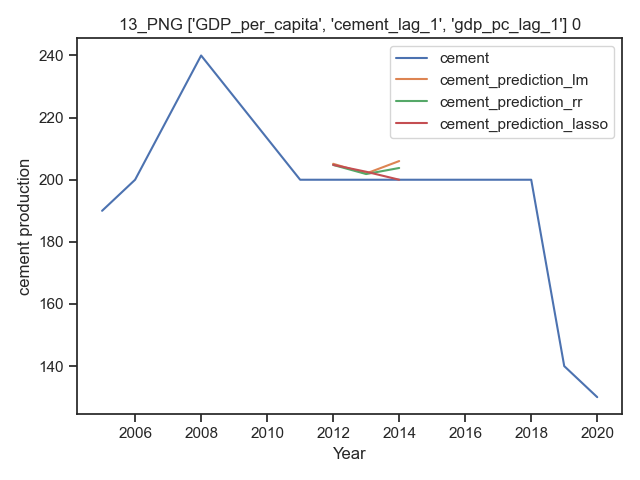 13_PNG ['GDP_per_capita', 'cement_lag_1', 'gdp_pc_lag_1'] 0
cement
cement_prediction_lm
cement_prediction_rr
cement_prediction_lasso
cement production
240
220
200
180
160
140
2006 2008 2010 2012 2014 2016 2018 2020
Year